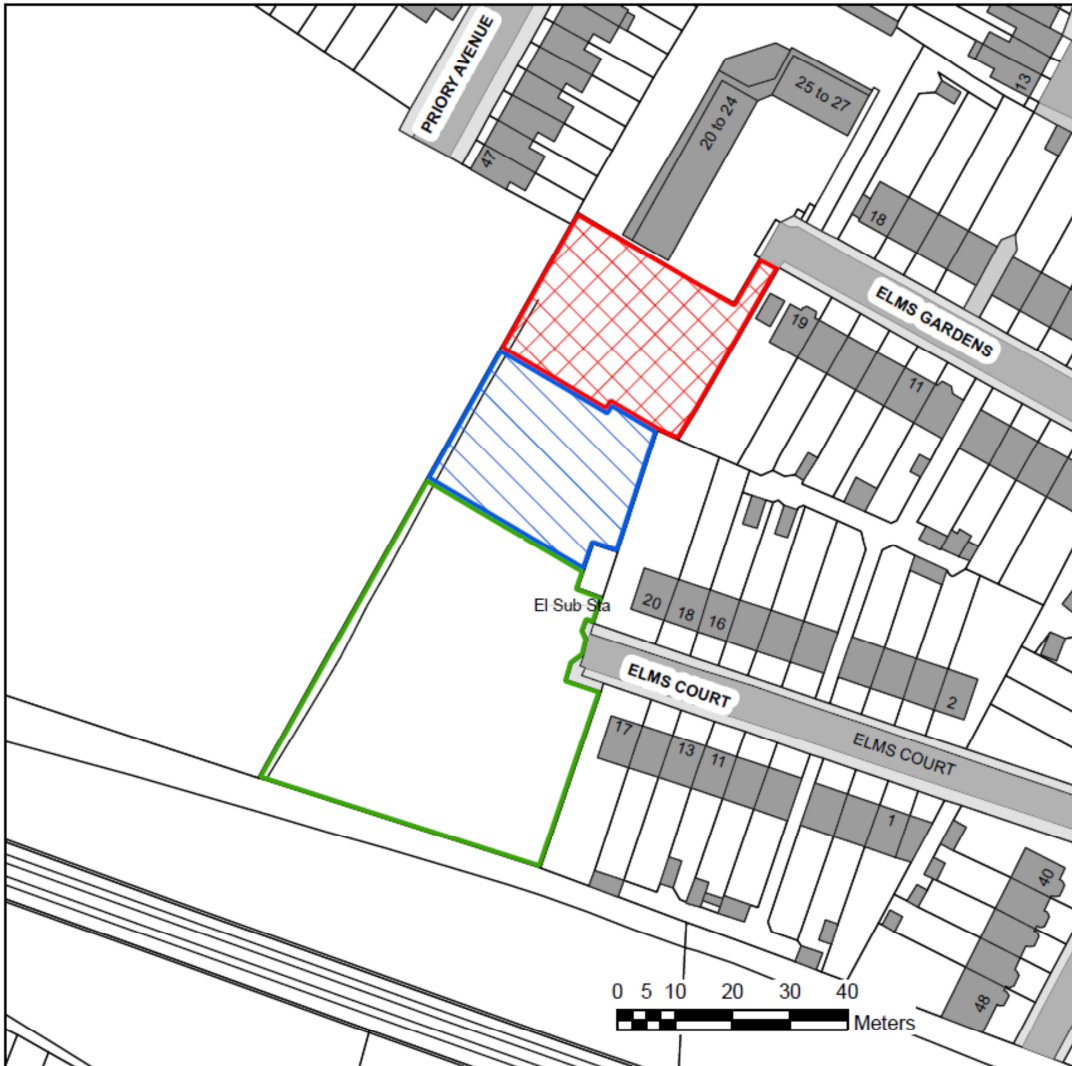 PRIORY AVENUE
47
20 to 24
25 to 27
13
18
ELMS GARDENS
19
11
El Sub Sta
20
18
16
2
ELMS COURT
ELMS COURT
17
13
11
1
40
48
0 5 10 20 30 40
Meters